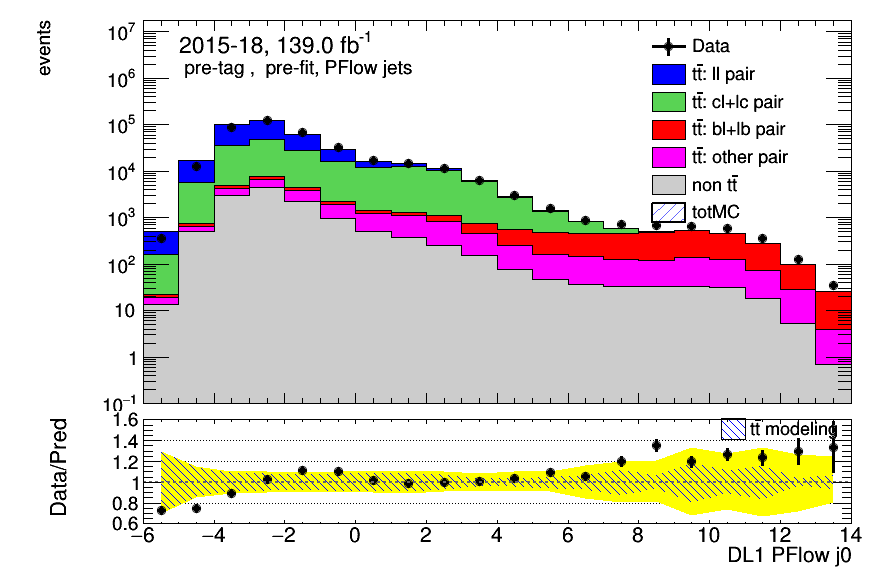 events
10⁷
10⁶
10⁵
10⁴
10³
10²
10
1
10⁻¹
2015-18, 139.0 fb⁻¹
pre-tag , pre-fit, PFlow jets
Data
tt̄: ll pair
tt̄: cl+lc pair
tt̄: bl+lb pair
tt̄: other pair
non tt̄
totMC
Data/Pred
1.6
1.4
1.2
1
0.8
0.6
tt̄ modeling
−6 −4 −2 0 2 4 6 8 10 12 14
DL1 PFlow j0